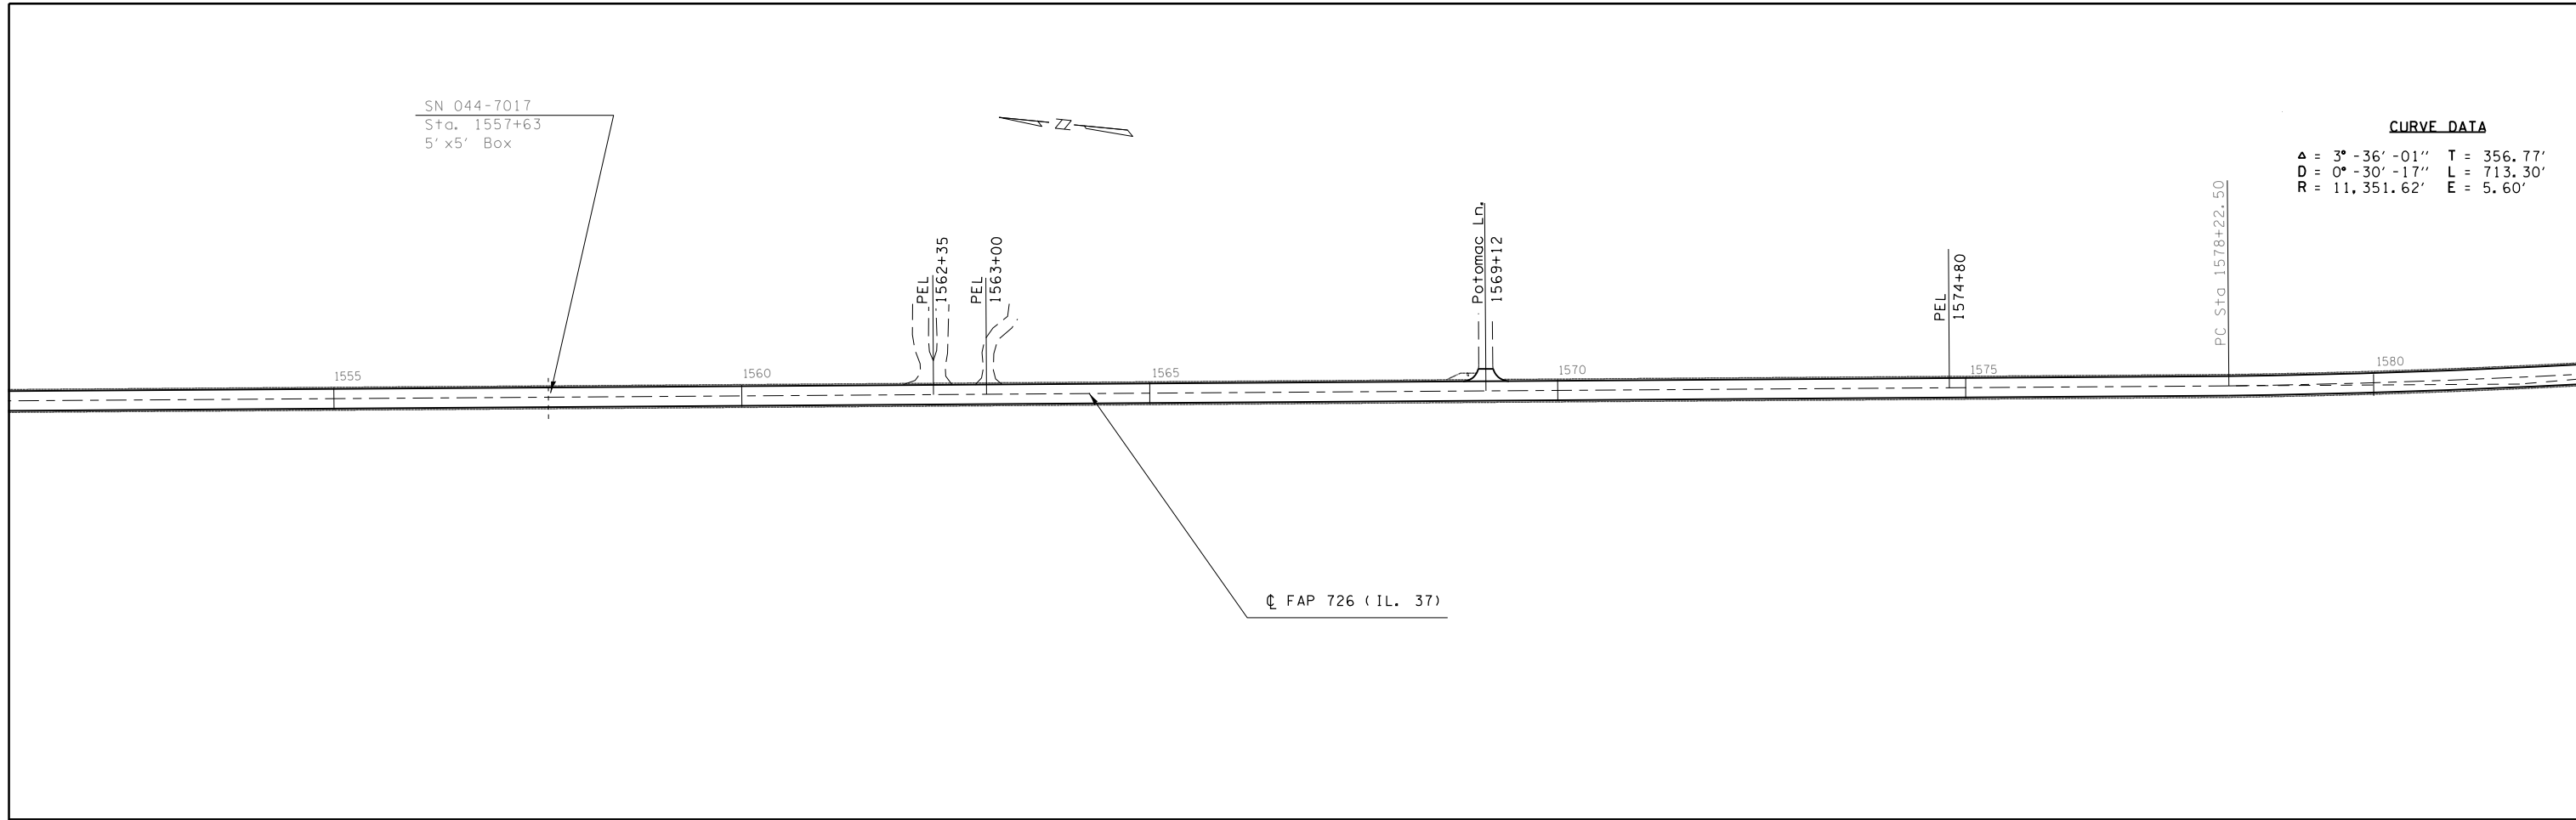 SN 044-7017
Sta. 1557+63
5'x5' Box
Z
CURVE DATA
Δ = 3°-36'-01" T = 356.77'
D = 0°-30'-17" L = 713.30'
R = 11,351.62' E = 5.60'
PEL
1562+35
PEL
1563+00
Potomac Ln.
1569+12
PEL
1574+80
PC Sta 1578+22.50
1555
1560
1565
1570
1575
1580
℄ FAP 726 (IL. 37)